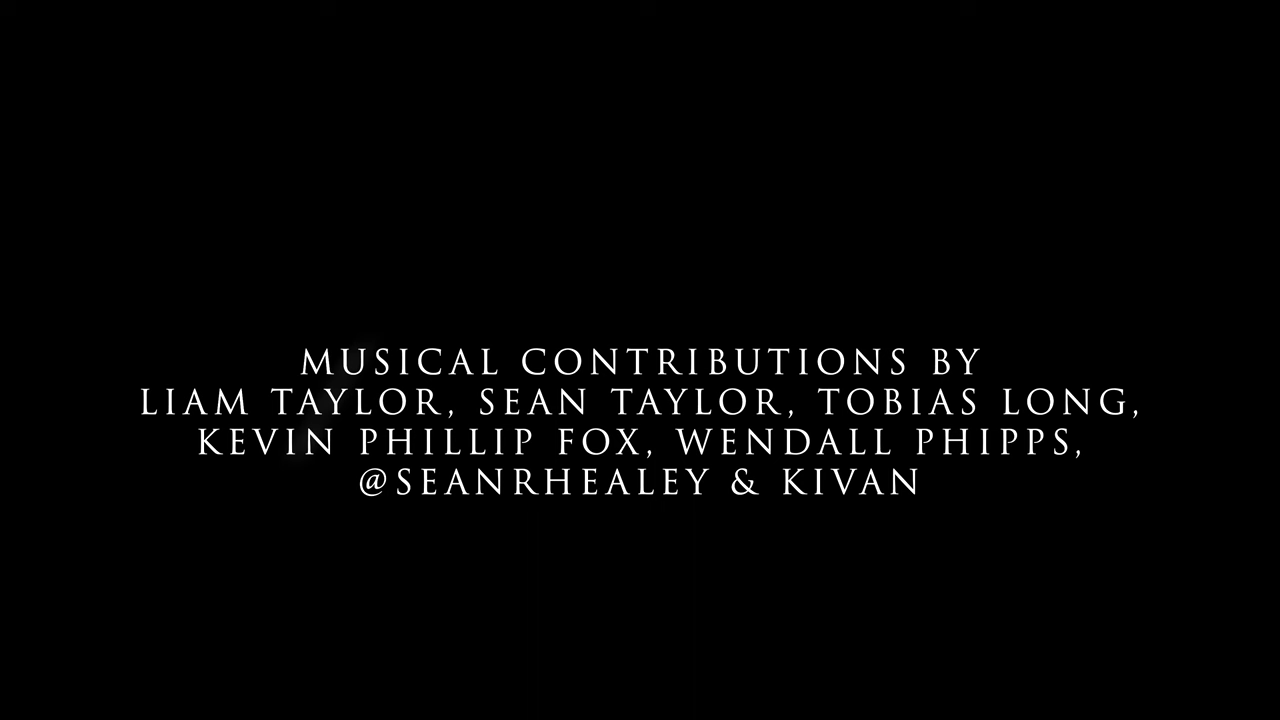 MUSICAL CONTRIBUTIONS BY
LIAM TAYLOR, SEAN TAYLOR, TOBIAS LONG,
KEVIN PHILLIP FOX, WENDALL PHIPPS,
@SEANRHEALEY & KIVAN